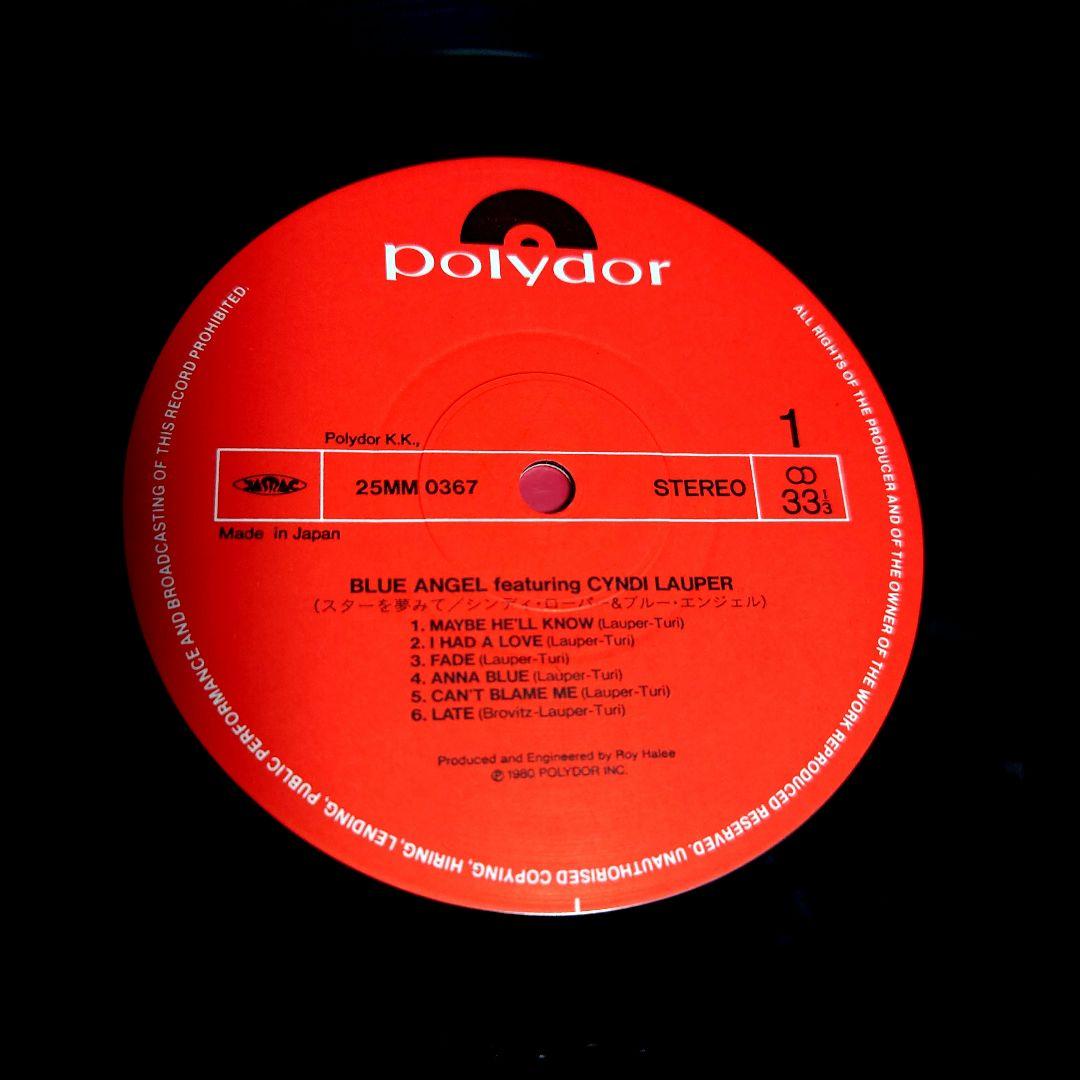 polydor
1
Polydor K.K.,
JASRAC
25MM 0367
STEREO
33 1/3
Made in Japan
BLUE ANGEL featuring CYNDI LAUPER
(スターを夢みて/シンディ・ローパー&ブルー・エンジェル)
1. MAYBE HE'LL KNOW (Lauper-Turi)
2. I HAD A LOVE (Lauper-Turi)
3. FADE (Lauper-Turi)
4. ANNA BLUE (Lauper-Turi)
5. CAN'T BLAME ME (Lauper-Turi)
6. LATE (Brovitz-Lauper-Turi)
Produced and Engineered by Roy Halee
℗ 1980 POLYDOR INC.
ALL RIGHTS OF THE PRODUCER AND OF THE OWNER OF THE WORK REPRODUCED RESERVED. UNAUTHORISED COPYING, HIRING, LENDING, PUBLIC PERFORMANCE AND BROADCASTING OF THIS RECORD PROHIBITED.